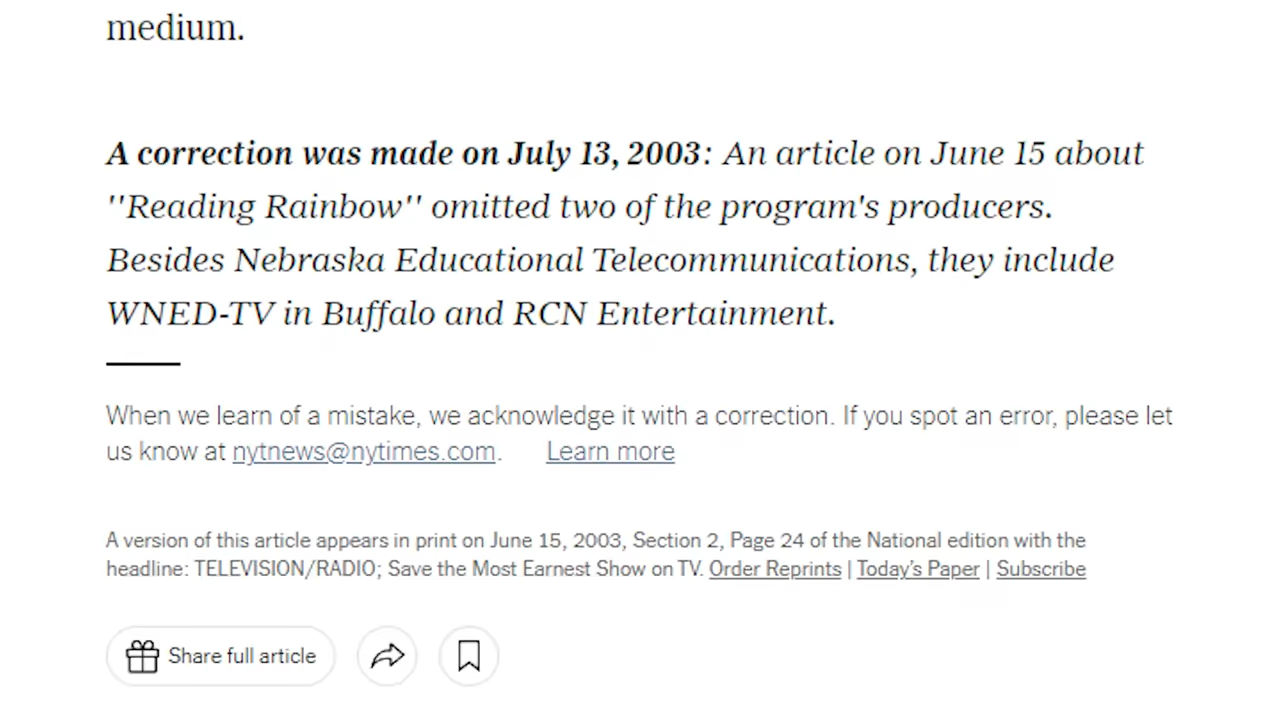 medium.
A correction was made on July 13, 2003: An article on June 15 about
''Reading Rainbow'' omitted two of the program's producers.
Besides Nebraska Educational Telecommunications, they include
WNED-TV in Buffalo and RCN Entertainment.
When we learn of a mistake, we acknowledge it with a correction. If you spot an error, please let
us know at nytnews@nytimes.com. Learn more
A version of this article appears in print on June 15, 2003, Section 2, Page 24 of the National edition with the
headline: TELEVISION/RADIO; Save the Most Earnest Show on TV. Order Reprints | Today’s Paper | Subscribe
Share full article